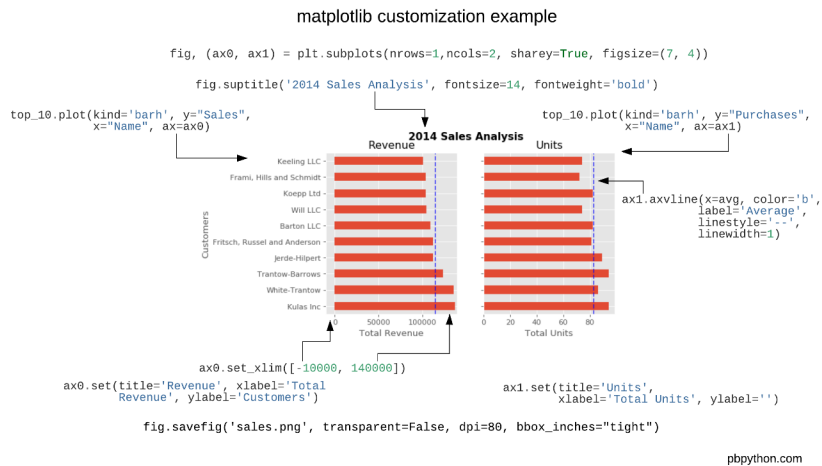 matplotlib customization example
fig, (ax0, ax1) = plt.subplots(nrows=1,ncols=2, sharey=True, figsize=(7, 4))
fig.suptitle('2014 Sales Analysis', fontsize=14, fontweight='bold')
top_10.plot(kind='barh', y="Sales",
x="Name", ax=ax0)
top_10.plot(kind='barh', y="Purchases",
x="Name", ax=ax1)
2014 Sales Analysis
Revenue
Units
Keeling LLC
Frami, Hills and Schmidt
Koepp Ltd
Will LLC
Barton LLC
Fritsch, Russel and Anderson
Jerde-Hilpert
Trantow-Barrows
White-Trantow
Kulas Inc
Customers
0 50000 100000
Total Revenue
0 20 40 60 80
Total Units
ax1.axvline(x=avg, color='b',
label='Average',
linestyle='--',
linewidth=1)
ax0.set_xlim([-10000, 140000])
ax0.set(title='Revenue', xlabel='Total
Revenue', ylabel='Customers')
ax1.set(title='Units',
xlabel='Total Units', ylabel='')
fig.savefig('sales.png', transparent=False, dpi=80, bbox_inches="tight")
pbpython.com